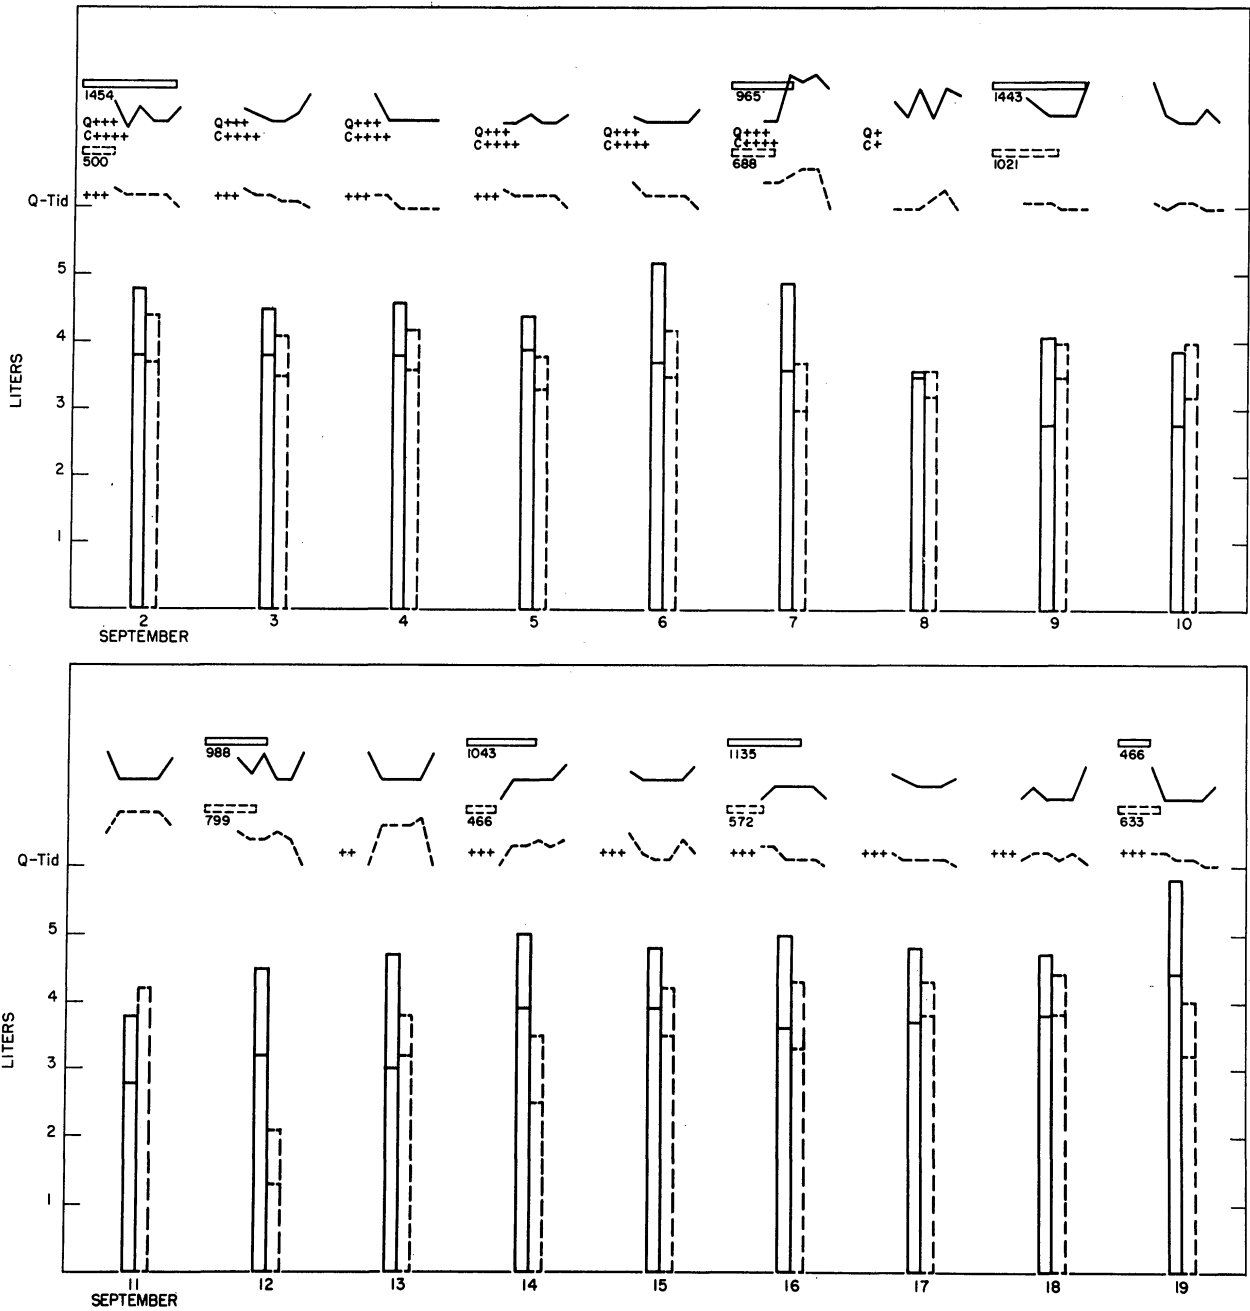 1454 965 1443
Q+++ Q+++ Q+++ Q+++ Q+++ Q+++ Q+
C++++ C++++ C++++ C++++ C++++ C++++ C+
500 688 1021
Q-Tid +++ +++ +++ +++
5
4
LITERS
3
2
1
2 3 4 5 6 7 8 9 10
SEPTEMBER
988 1043 1135 466
799 466 572 633
Q-Tid ++ +++ +++ +++ +++ +++ +++
5
4
LITERS
3
2
1
11 12 13 14 15 16 17 18 19
SEPTEMBER